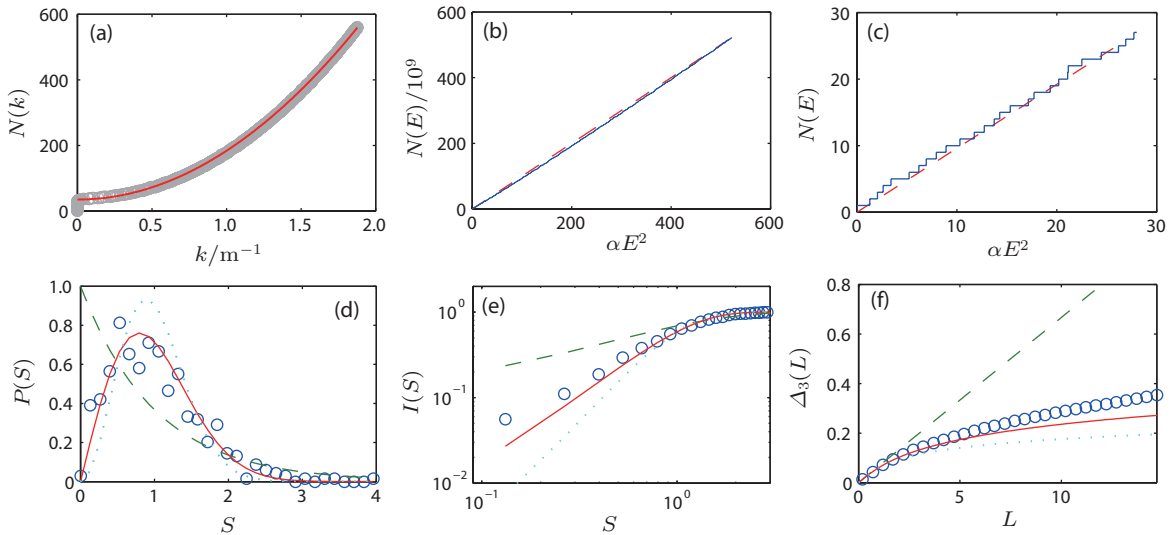 (a)
N(k)
600
400
200
0
0 0.5 1.0 1.5 2.0
k/m⁻¹
(b)
N(E)/10⁹
600
400
200
0
0 200 400 600
αE²
(c)
N(E)
30
20
10
0
0 10 20 30
αE²
(d)
P(S)
1.0
0.8
0.6
0.4
0.2
0
0 1 2 3 4
S
(e)
I(S)
10⁰
10⁻¹
10⁻²
10⁻¹ 10⁰
S
(f)
Δ₃(L)
0.8
0.6
0.4
0.2
0
0 5 10
L